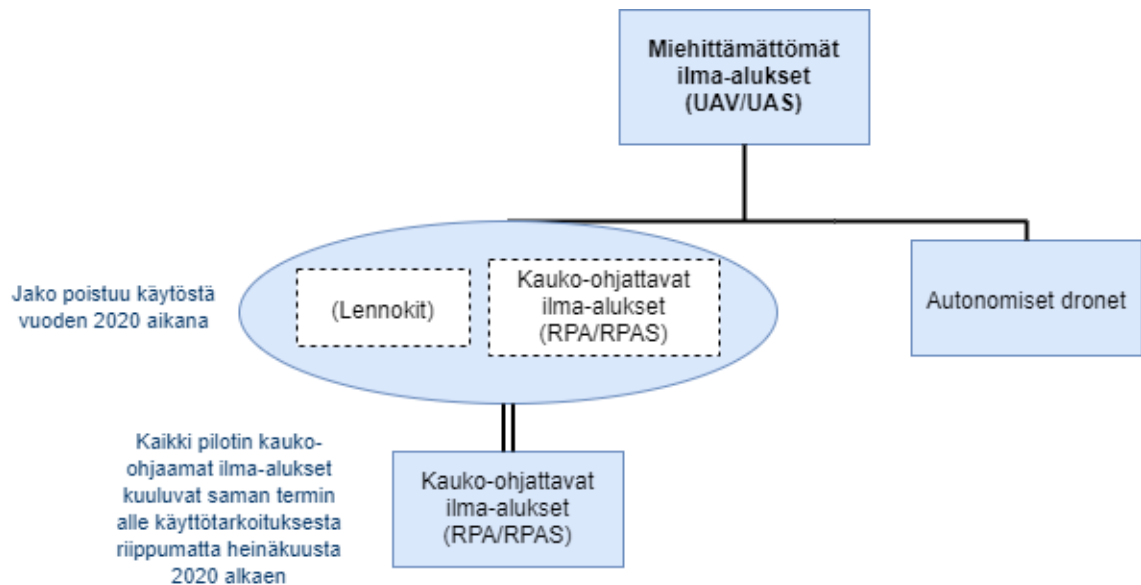 Miehittämättömät
ilma-alukset
(UAV/UAS)
Jako poistuu käytöstä
vuoden 2020 aikana
(Lennokit)
Kauko-ohjattavat
ilma-alukset
(RPA/RPAS)
Autonomiset dronet
Kaikki pilotin kauko-
ohjaamat ilma-alukset
kuuluvat saman termin
alle käyttötarkoituksesta
riippumatta heinäkuusta
2020 alkaen
Kauko-ohjattavat
ilma-alukset
(RPA/RPAS)